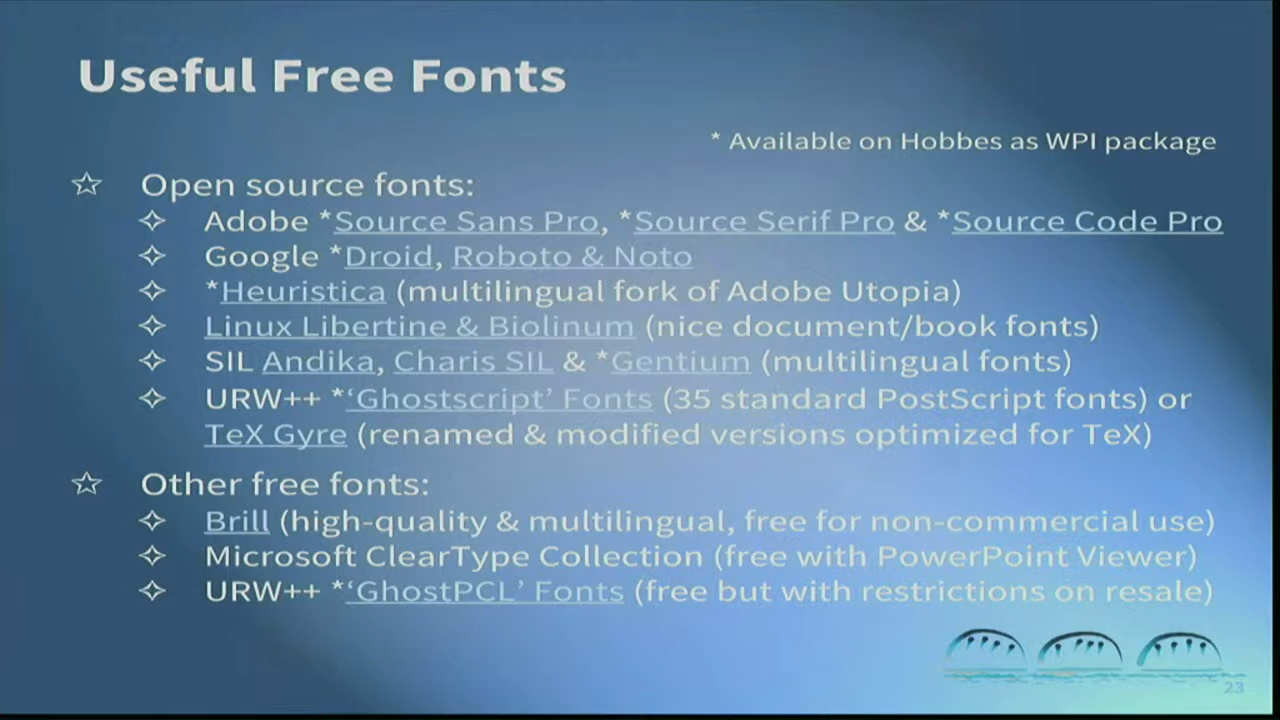 Useful Free Fonts
* Available on Hobbes as WPI package
Open source fonts:
Adobe *Source Sans Pro, *Source Serif Pro & *Source Code Pro
Google *Droid, Roboto & Noto
*Heuristica (multilingual fork of Adobe Utopia)
Linux Libertine & Biolinum (nice document/book fonts)
SIL Andika, Charis SIL & *Gentium (multilingual fonts)
URW++ *‘Ghostscript’ Fonts (35 standard PostScript fonts) or
TeX Gyre (renamed & modified versions optimized for TeX)
Other free fonts:
Brill (high-quality & multilingual, free for non-commercial use)
Microsoft ClearType Collection (free with PowerPoint Viewer)
URW++ *‘GhostPCL’ Fonts (free but with restrictions on resale)
23